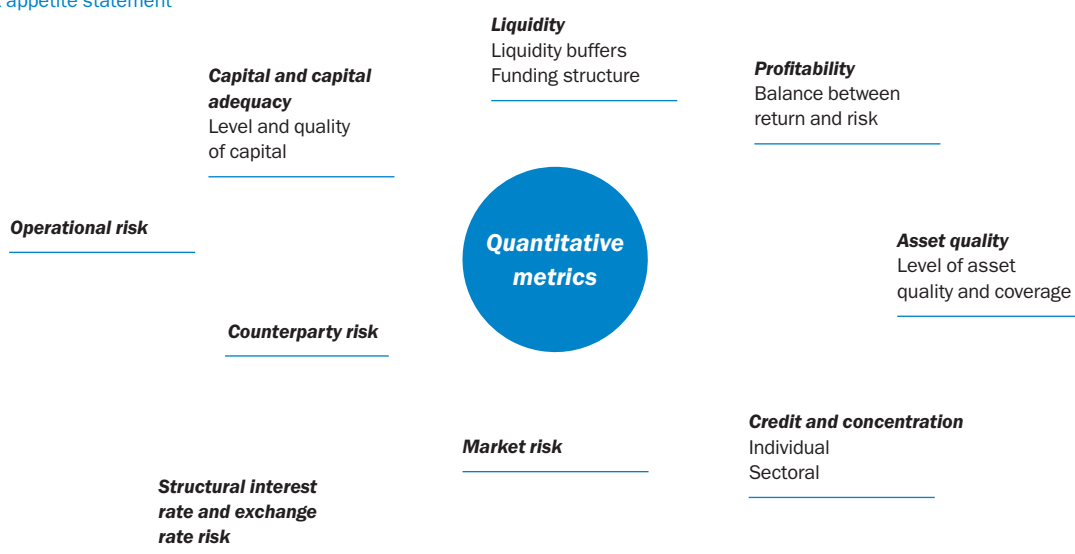 appetite statement
Liquidity
Liquidity buffers
Funding structure
Capital and capital
adequacy
Level and quality
of capital
Profitability
Balance between
return and risk
Operational risk
Quantitative
metrics
Asset quality
Level of asset
quality and coverage
Counterparty risk
Market risk
Credit and concentration
Individual
Sectoral
Structural interest
rate and exchange
rate risk